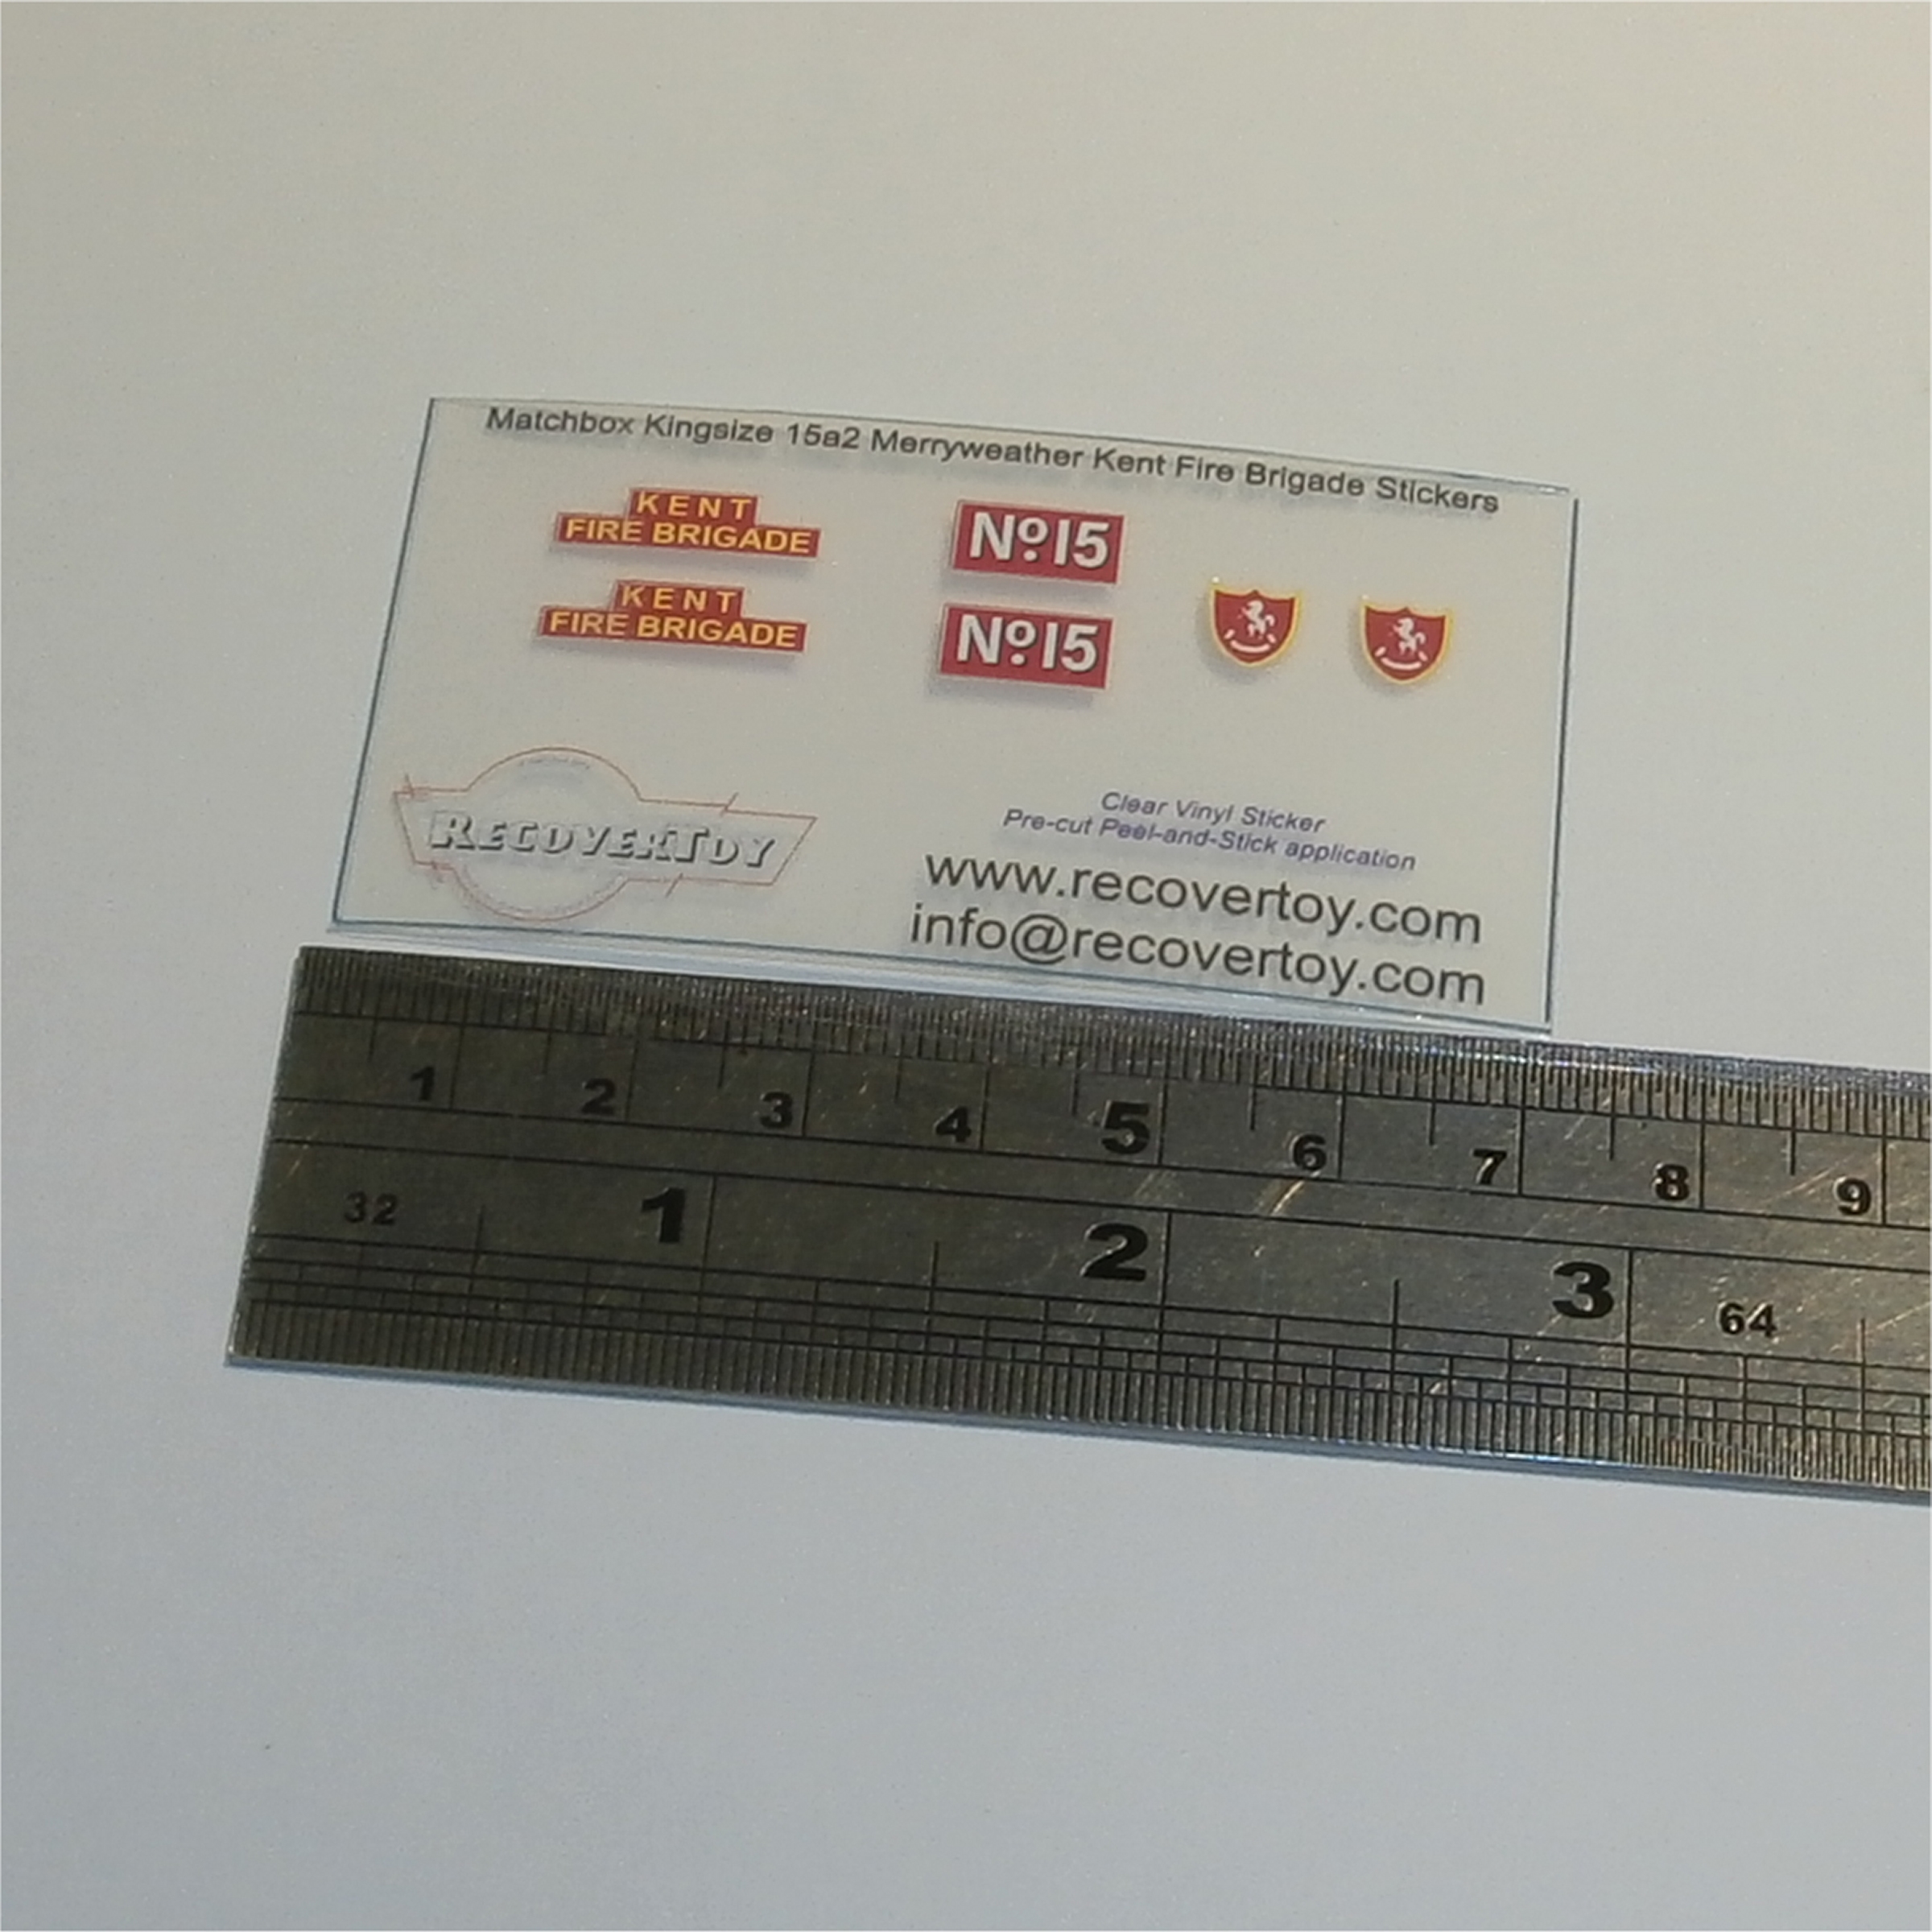 Matchbox Kingsize 15a2 Merryweather Kent Fire Brigade Stickers
KENT
FIRE BRIGADE
Nº15
KENT
FIRE BRIGADE
Nº15
RECOVERTOY
Clear Vinyl Sticker
Pre-cut Peel-and-Stick application
www.recovertoy.com
info@recovertoy.com
1 2 3 4 5 6 7 8 9
32 1 2 3 64